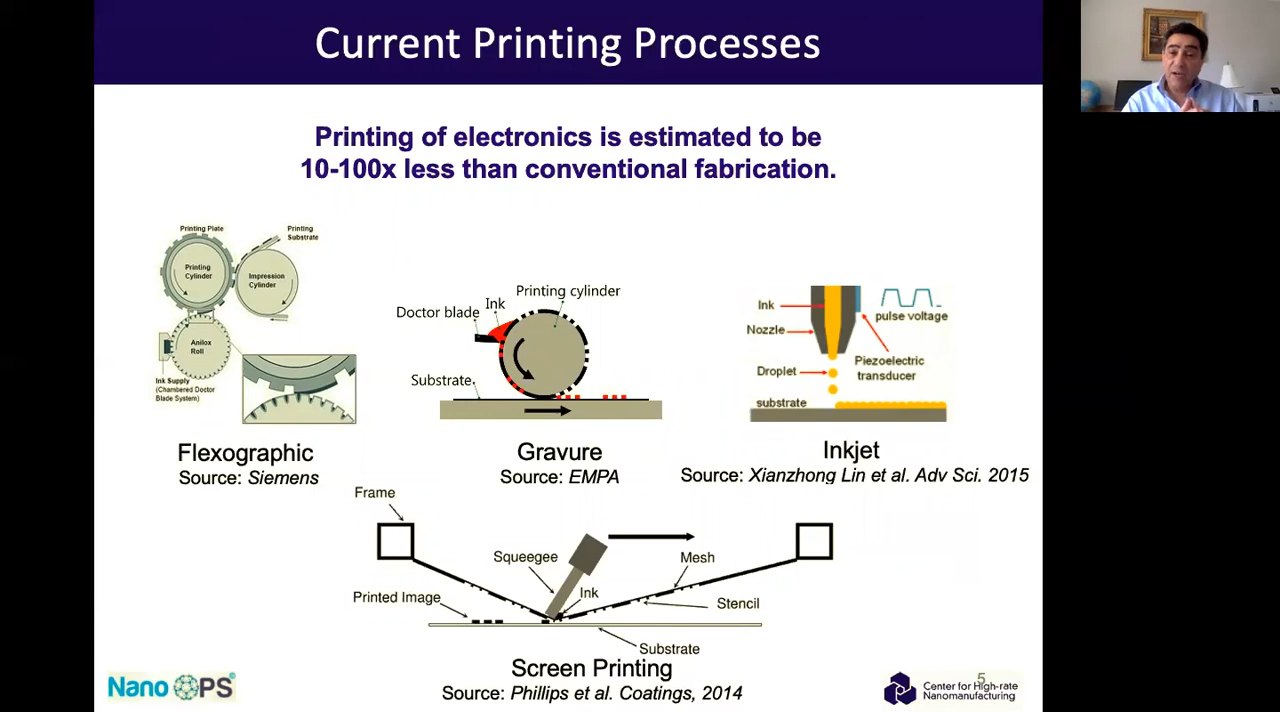 Current Printing Processes
Printing of electronics is estimated to be
10-100x less than conventional fabrication.
Printing Plate
Printing
Substrate
Printing
Cylinder
Impression
Cylinder
Anilox
Roll
Ink Supply
(Chambered Doctor
Blade System)
Flexographic
Source: Siemens
Printing cylinder
Ink
Doctor blade
Substrate
Gravure
Source: EMPA
Ink
pulse voltage
Nozzle
Piezoelectric
transducer
Droplet
substrate
Inkjet
Source: Xianzhong Lin et al. Adv Sci. 2015
Frame
Squeegee
Mesh
Ink
Printed Image
Stencil
Substrate
Screen Printing
Source: Phillips et al. Coatings, 2014
Nano OPS
5
Center for High-rate
Nanomanufacturing